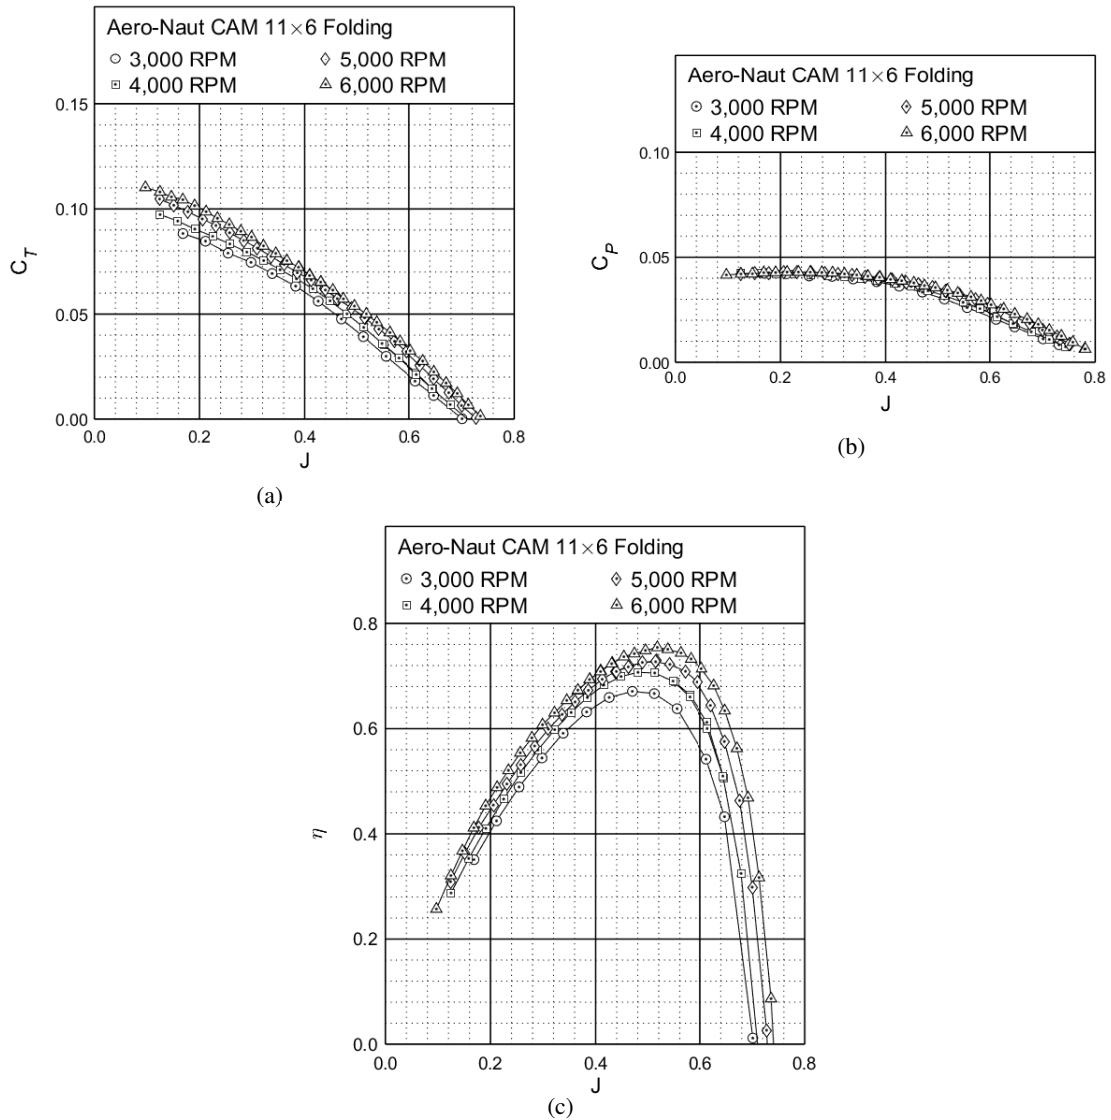 Aero-Naut CAM 11×6 Folding
3,000 RPM 5,000 RPM
4,000 RPM 6,000 RPM
0.15
0.10
0.05
0.00
C_T
0.0 0.2 0.4 0.6 0.8
J
(a)
Aero-Naut CAM 11×6 Folding
3,000 RPM 5,000 RPM
4,000 RPM 6,000 RPM
0.10
0.05
0.00
C_P
0.0 0.2 0.4 0.6 0.8
J
(b)
Aero-Naut CAM 11×6 Folding
3,000 RPM 5,000 RPM
4,000 RPM 6,000 RPM
0.8
0.6
0.4
0.2
0.0
η
0.0 0.2 0.4 0.6 0.8
J
(c)